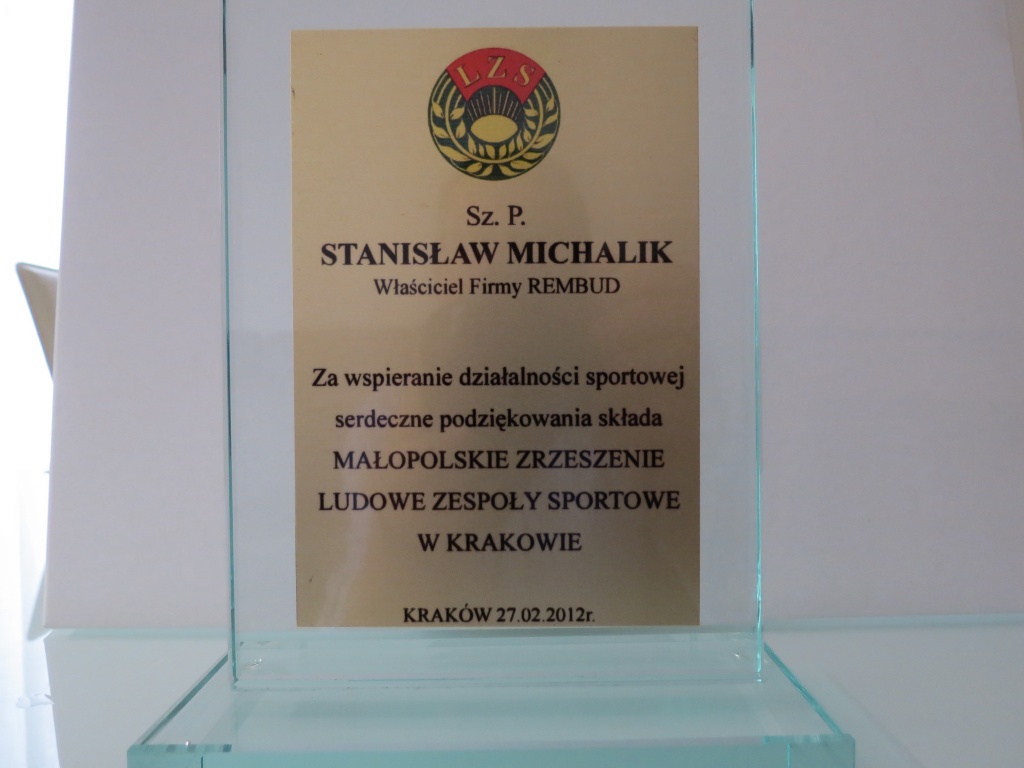 LZS
Sz. P.
STANISŁAW MICHALIK
Właściciel Firmy REMBUD
Za wspieranie działalności sportowej
serdeczne podziękowania składa
MAŁOPOLSKIE ZRZESZENIE
LUDOWE ZESPOŁY SPORTOWE
W KRAKOWIE
KRAKÓW 27.02.2012r.